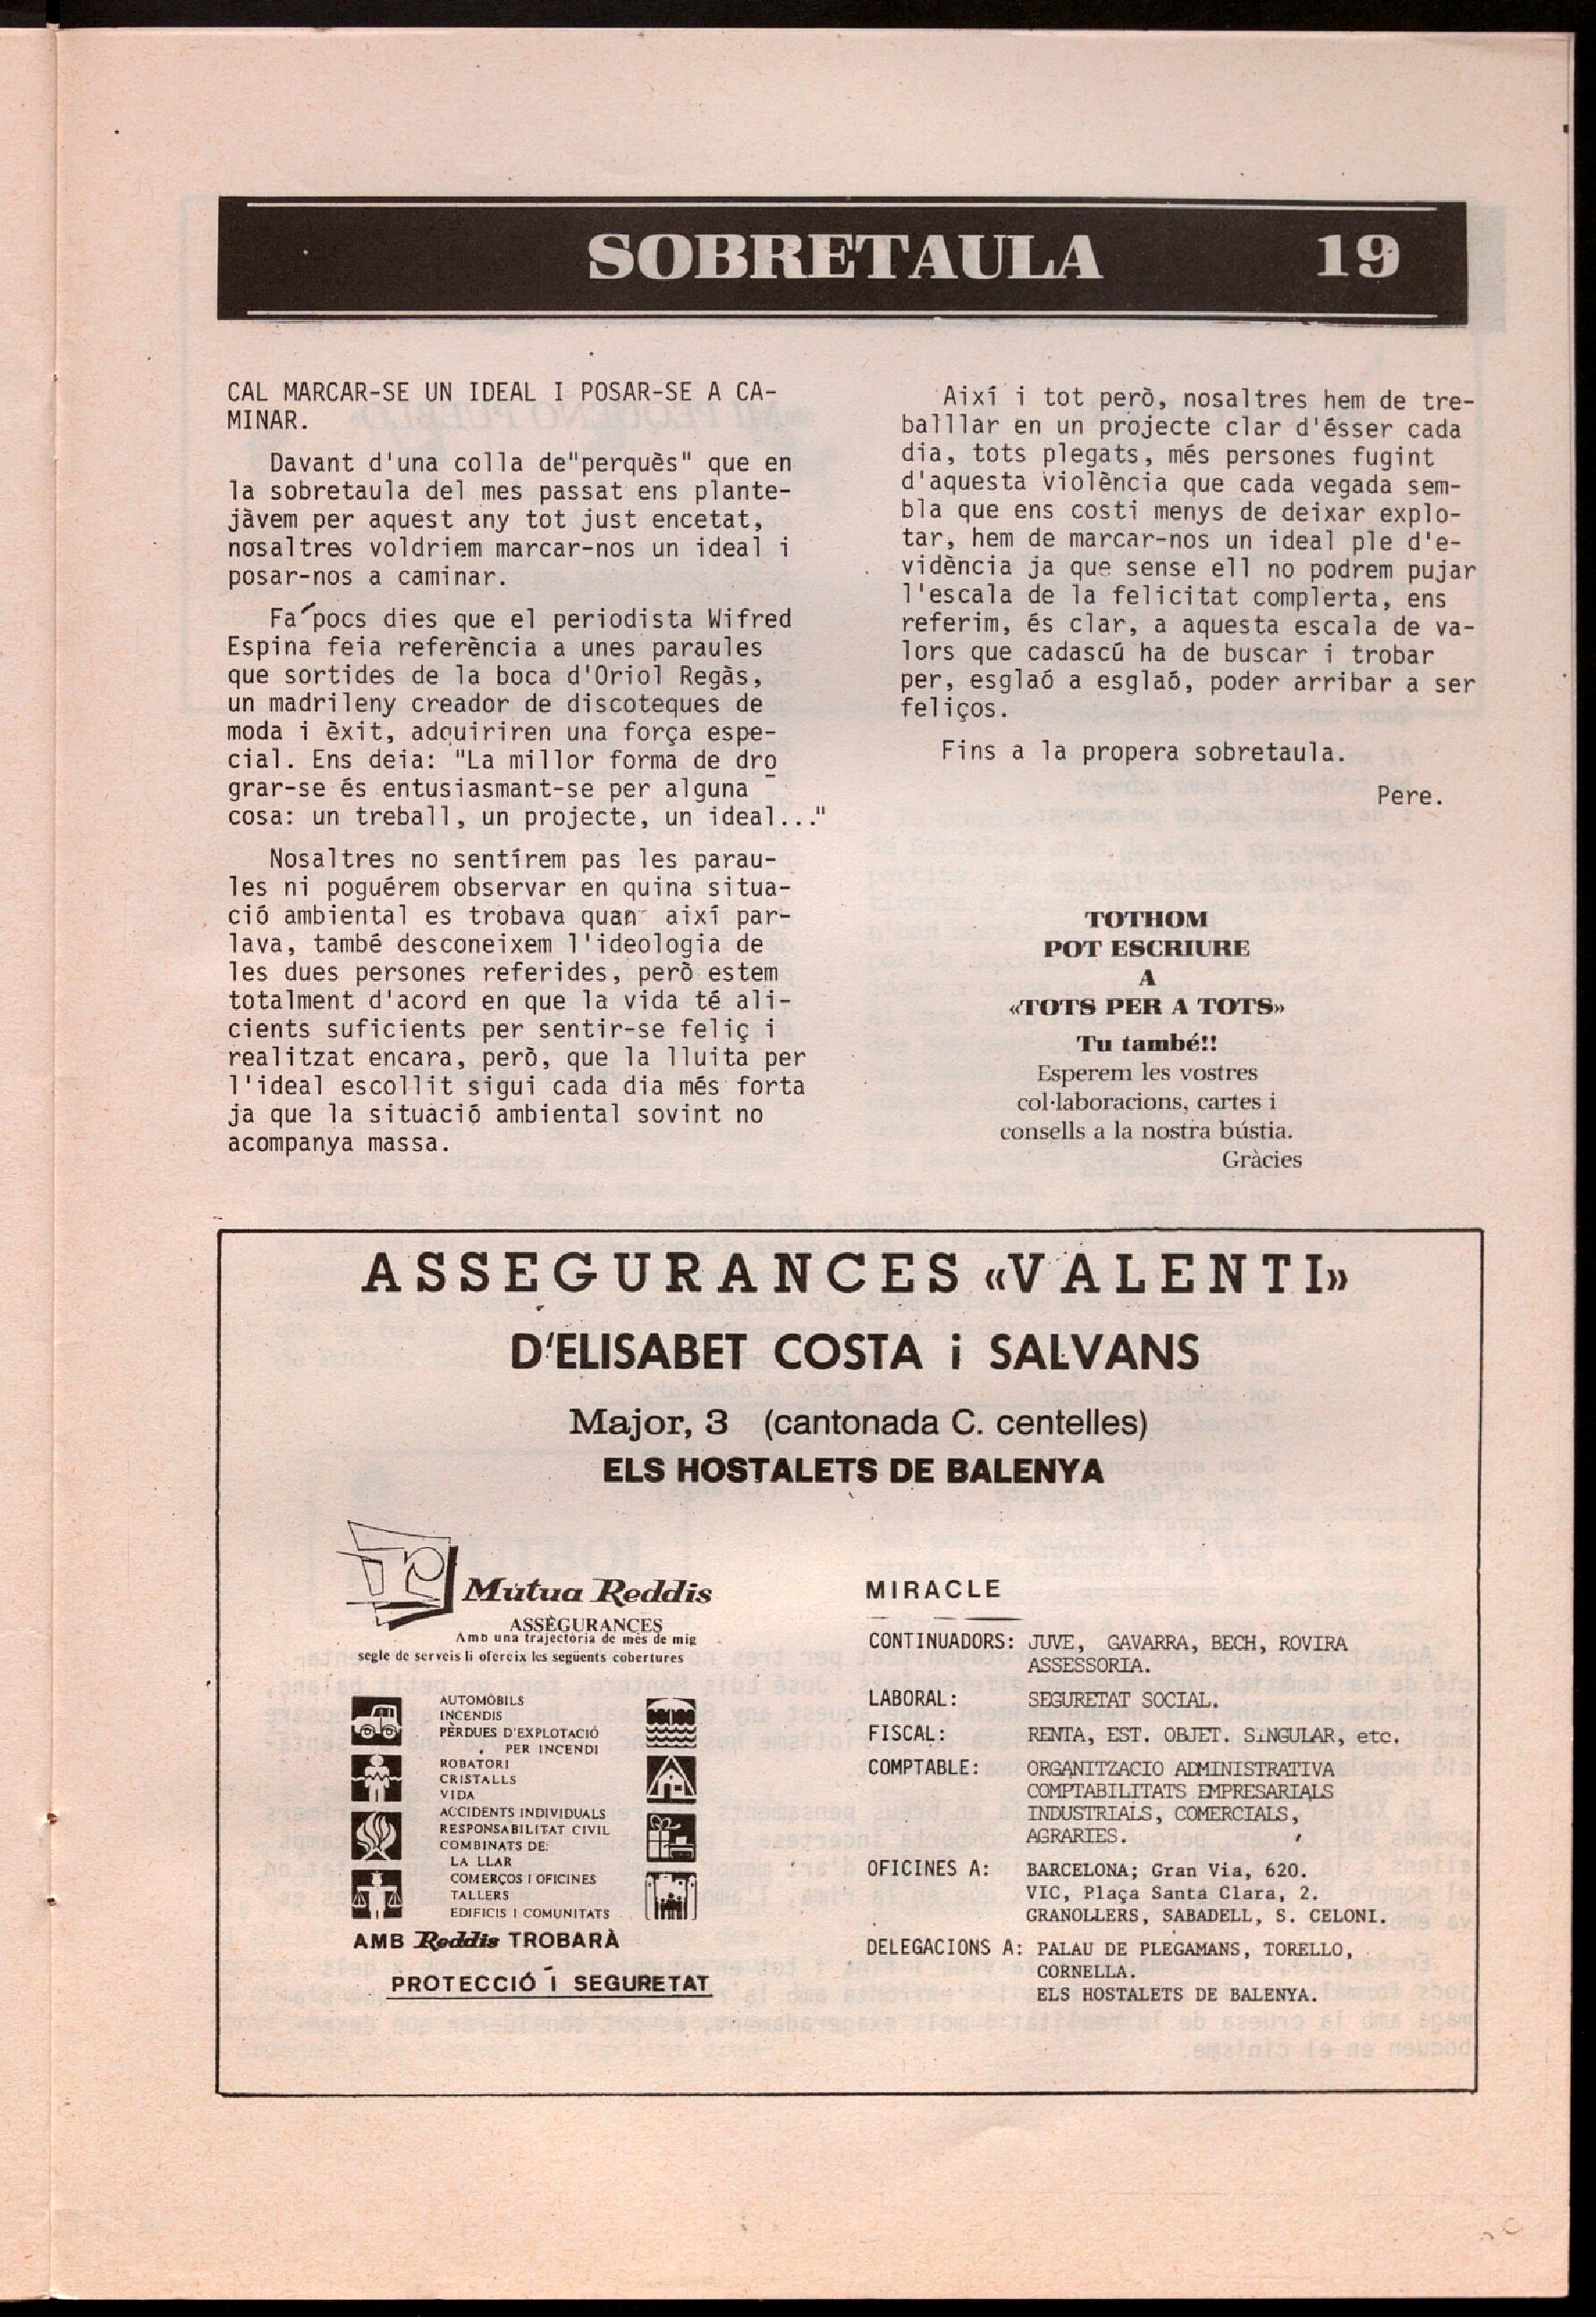 SOBRETAULA 19
CAL MARCAR-SE UN IDEAL I POSAR-SE A CA-
MINAR.
Davant d'una colla de"perquès" que en
la sobretaula del mes passat ens plante-
jàvem per aquest any tot just encetat,
nosaltres voldriem marcar-nos un ideal i
posar-nos a caminar.
Fa pocs dies que el periodista Wifred
Espina feia referència a unes paraules
que sortides de la boca d'Oriol Regàs,
un madrileny creador de discoteques de
moda i èxit, adquiriren una força espe-
cial. Ens deia: "La millor forma de dro
grar-se és entusiasmant-se per alguna
cosa: un treball, un projecte, un ideal..."
Nosaltres no sentírem pas les parau-
les ni poguérem observar en quina situa-
ció ambiental es trobava quan així par-
lava, també desconeixem l'ideologia de
les dues persones referides, però estem
totalment d'acord en que la vida té ali-
cients suficients per sentir-se feliç i
realitzat encara, però, que la lluita per
l'ideal escollit sigui cada dia més forta
ja que la situació ambiental sovint no
acompanya massa.
Així i tot però, nosaltres hem de tre-
balllar en un projecte clar d'ésser cada
dia, tots plegats, més persones fugint
d'aquesta violència que cada vegada sem-
bla que ens costi menys de deixar explo-
tar, hem de marcar-nos un ideal ple d'e-
vidència ja que sense ell no podrem pujar
l'escala de la felicitat complerta, ens
referim, és clar, a aquesta escala de va-
lors que cadascú ha de buscar i trobar
per, esglaó a esglaó, poder arribar a ser
feliços.
Fins a la propera sobretaula.
Pere.
TOTHOM
POT ESCRIURE
A
«TOTS PER A TOTS»
Tu també!!
Esperem les vostres
col·laboracions, cartes i
consells a la nostra bústia.
Gràcies
ASSEGURANCES «VALENTI»
D'ELISABET COSTA i SALVANS
Major, 3 (cantonada C. centelles)
ELS HOSTALETS DE BALENYA
Mútua Reddis
ASSEGURANCES
Amb una trajectòria de més de mig
segle de serveis li ofereix les següents cobertures
AUTOMÒBILS
INCENDIS
PÈRDUES D'EXPLOTACIÓ
PER INCENDI
ROBATORI
CRISTALLS
VIDA
ACCIDENTS INDIVIDUALS
RESPONSABILITAT CIVIL
COMBINATS DE:
LA LLAR
COMERÇOS I OFICINES
TALLERS
EDIFICIS I COMUNITATS
AMB Reddis TROBARÀ
PROTECCIÓ I SEGURETAT
MIRACLE
CONTINUADORS: JUVE, GAVARRA, BECH, ROVIRA
ASSESSORIA.
LABORAL: SEGURETAT SOCIAL.
FISCAL: RENTA, EST. OBJET. SINGULAR, etc.
COMPTABLE: ORGANITZACIO ADMINISTRATIVA
COMPTABILITATS EMPRESARIALS
INDUSTRIALS, COMERCIALS,
AGRARIES.
OFICINES A: BARCELONA; Gran Via, 620.
VIC, Plaça Santa Clara, 2.
GRANOLLERS, SABADELL, S. CELONI.
DELEGACIONS A: PALAU DE PLEGAMANS, TORELLO,
CORNELLA.
ELS HOSTALETS DE BALENYA.